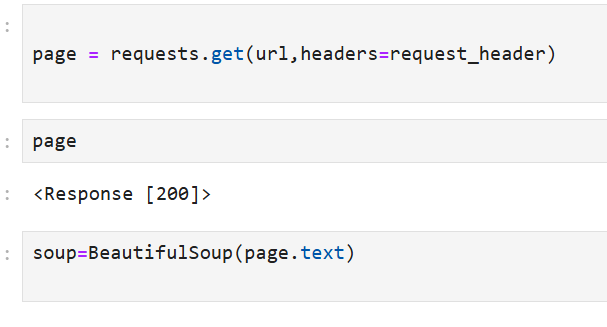 :
page = requests.get(url,headers=request_header)
:
page
:
<Response [200]>
:
soup=BeautifulSoup(page.text)